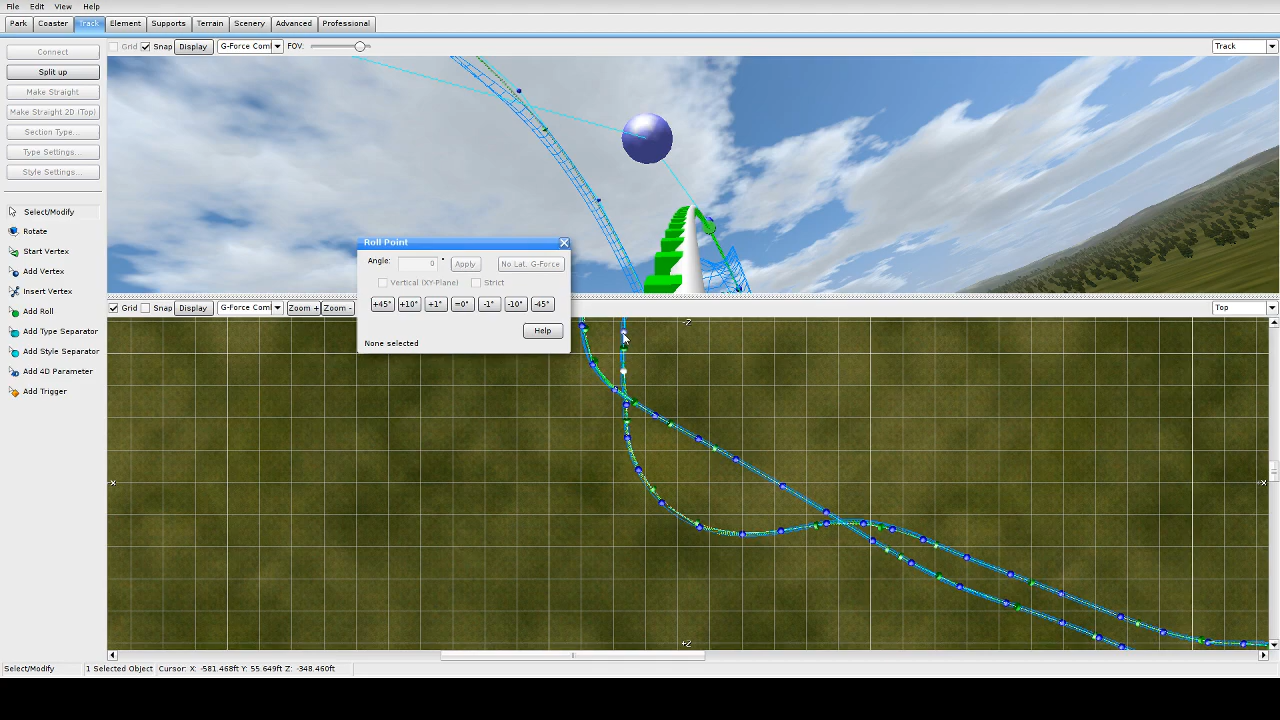 File Edit View Help
Park Coaster Track Element Supports Terrain Scenery Advanced Professional
Grid Snap Display G-Force Coml FOV: Track
Connect
Split up
Make Straight
Make Straight 2D (Top)
Section Type...
Type Settings...
Style Settings...
Select/Modify
Rotate
Start Vertex
Add Vertex
Insert Vertex
Add Roll
Add Type Separator
Add Style Separator
Add 4D Parameter
Add Trigger
Roll Point
Angle: 0 ° Apply No Lat. G-Force
Vertical (XY-Plane) Strict
+45° +10° +1° =0° -1° -10° -45°
Help
None selected
Grid Snap Display G-Force Coml Zoom + Zoom - Top
-Z
-X
+X
+Z
Select/Modify 1 Selected Object Cursor: X: -581.468ft Y: 55.649ft Z: -348.460ft